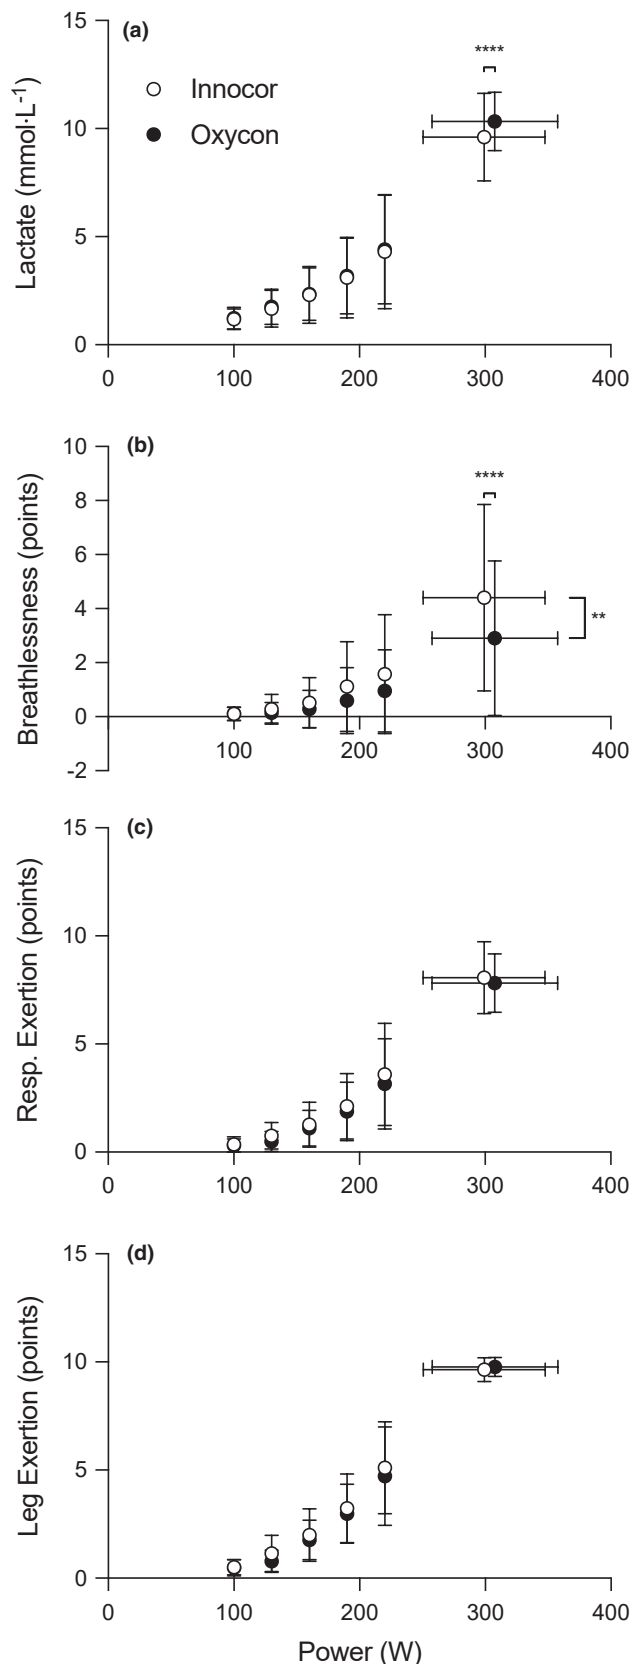 (a)
****
Innocor
Oxycon
Lactate (mmol·L⁻¹)
15
10
5
0
0 100 200 300 400
(b)
****
**
Breathlessness (points)
10
8
6
4
2
0
-2
100 200 300 400
(c)
Resp. Exertion (points)
15
10
5
0
0 100 200 300 400
(d)
Leg Exertion (points)
15
10
5
0
0 100 200 300 400
Power (W)